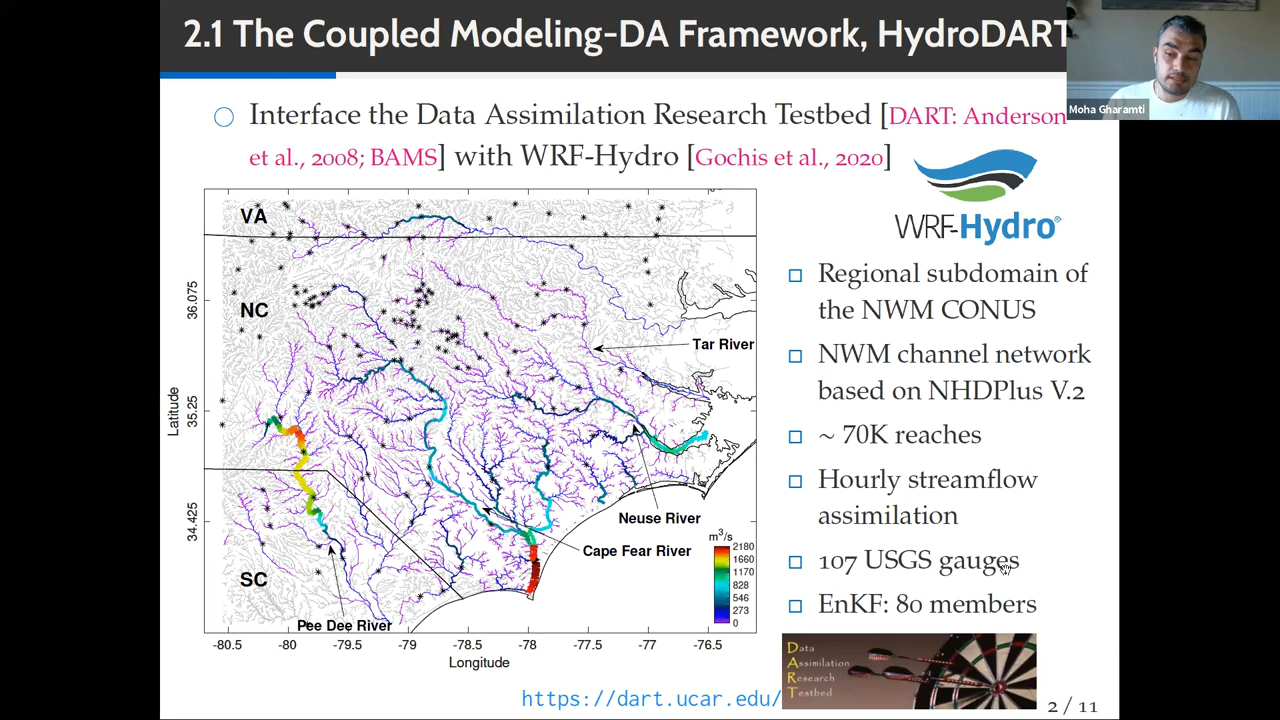 2.1 The Coupled Modeling-DA Framework, HydroDART
Moha Gharamti
Interface the Data Assimilation Research Testbed [DART: Anderson
et al., 2008; BAMS] with WRF-Hydro [Gochis et al., 2020]
WRF-Hydro®
VA
NC
SC
Tar River
Neuse River
Cape Fear River
Pee Dee River
Latitude
36.075
35.25
34.425
-80.5 -80 -79.5 -79 -78.5 -78 -77.5 -77 -76.5
Longitude
m³/s
2180
1660
1170
828
546
273
0
Regional subdomain of
the NWM CONUS
NWM channel network
based on NHDPlus V.2
~ 70K reaches
Hourly streamflow
assimilation
107 USGS gauges
EnKF: 80 members
Data
Assimilation
Research
Testbed
https://dart.ucar.edu/
2 / 11